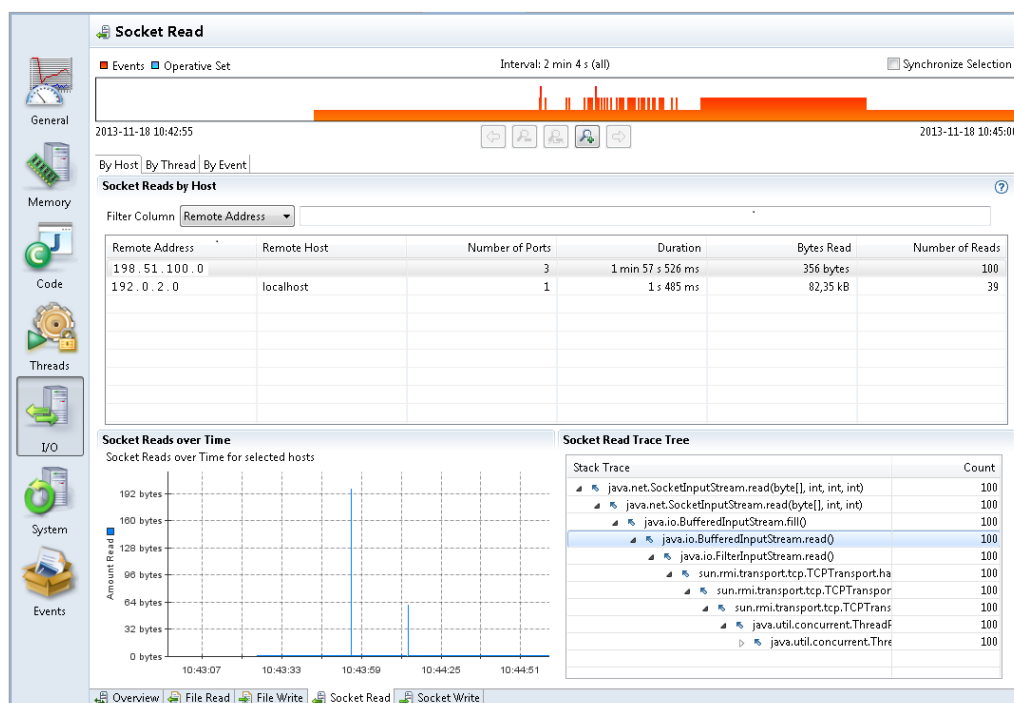 Socket Read
Events Operative Set Interval: 2 min 4 s (all) Synchronize Selection
2013-11-18 10:42:55 2013-11-18 10:45:00
General
Memory
Code
Threads
I/O
System
Events
By Host By Thread By Event
Socket Reads by Host
Filter Column Remote Address
Remote Address Remote Host Number of Ports Duration Bytes Read Number of Reads
198.51.100.0 3 1 min 57 s 526 ms 356 bytes 100
192.0.2.0 localhost 1 1 s 485 ms 82,35 kB 39
Socket Reads over Time
Socket Reads over Time for selected hosts
Amount Read
192 bytes
160 bytes
128 bytes
96 bytes
64 bytes
32 bytes
0 bytes
10:43:07 10:43:33 10:43:59 10:44:25 10:44:51
Socket Read Trace Tree
Stack Trace Count
java.net.SocketInputStream.read(byte[], int, int, int) 100
java.net.SocketInputStream.read(byte[], int, int) 100
java.io.BufferedInputStream.fill() 100
java.io.BufferedInputStream.read() 100
java.io.FilterInputStream.read() 100
sun.rmi.transport.tcp.TCPTransport.ha 100
sun.rmi.transport.tcp.TCPTranspor 100
sun.rmi.transport.tcp.TCPTrans 100
java.util.concurrent.ThreadP 100
java.util.concurrent.Thre 100
Overview File Read File Write Socket Read Socket Write